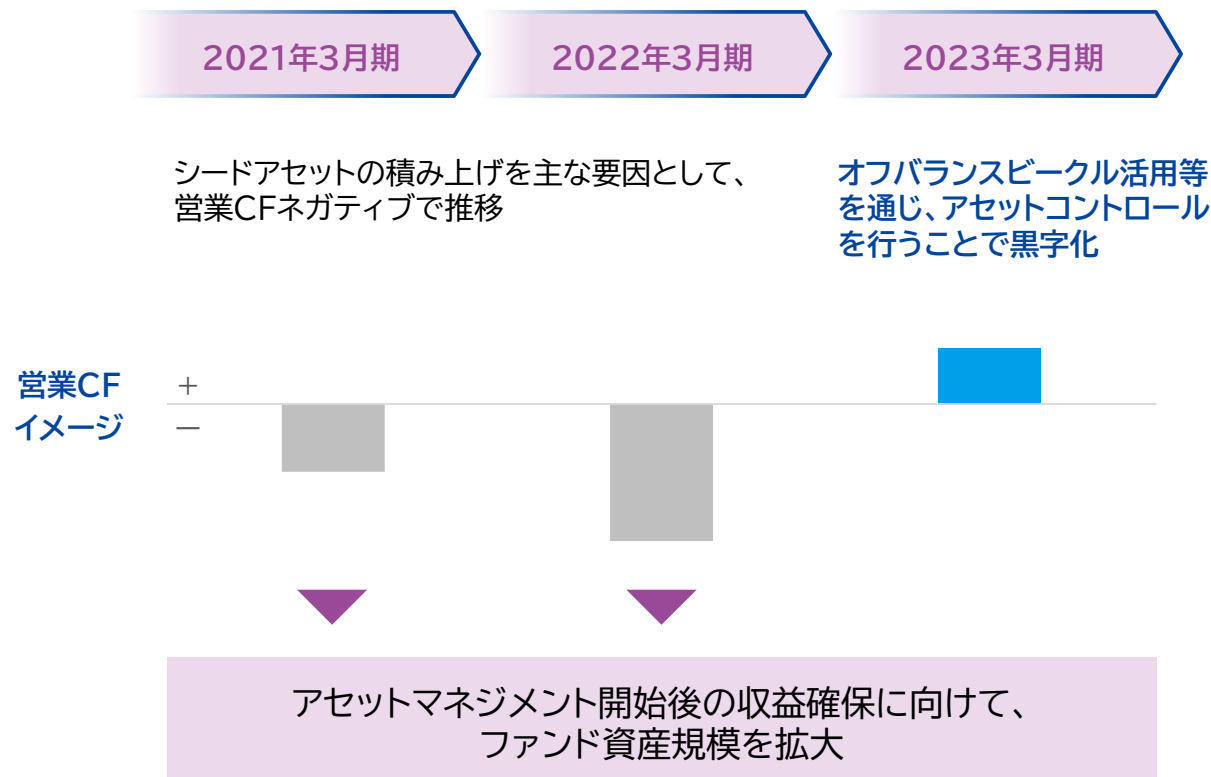 2021年3月期
2022年3月期
2023年3月期
シードアセットの積み上げを主な要因として、
営業CFネガティブで推移
オフバランスビークル活用等
を通じ、アセットコントロール
を行うことで黒字化
営業CF
イメージ
＋
－
アセットマネジメント開始後の収益確保に向けて、
ファンド資産規模を拡大